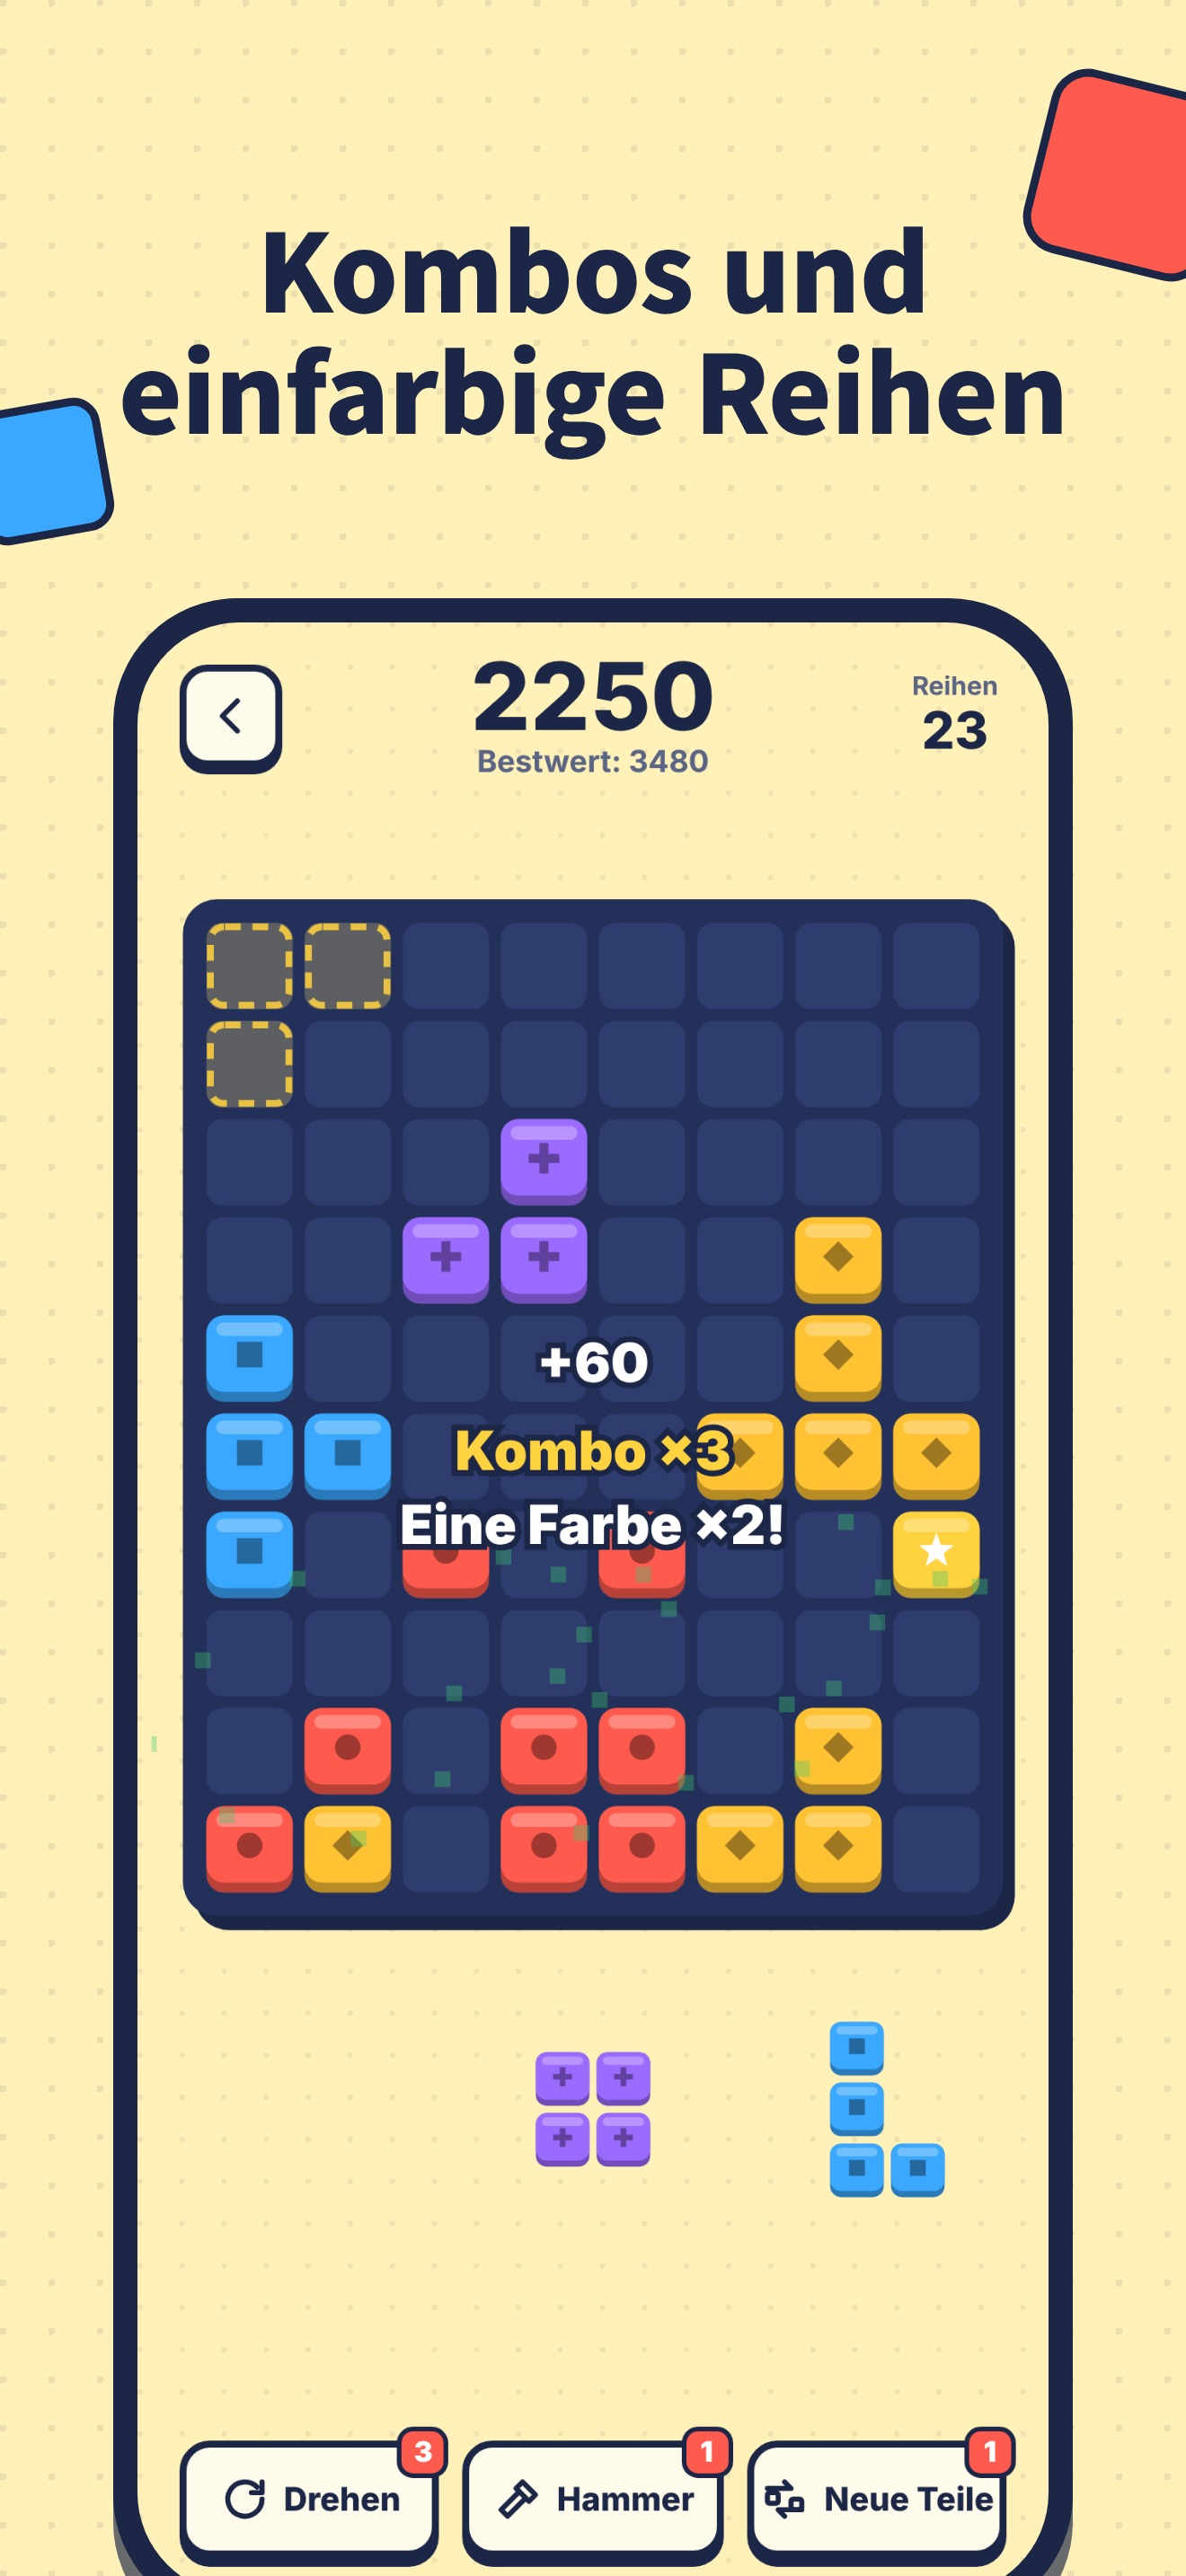 Kombos und
einfarbige Reihen
2250
Bestwert: 3480
Reihen
23
+60
Kombo ×3
Eine Farbe ×2!
3
Drehen
1
Hammer
1
Neue Teile